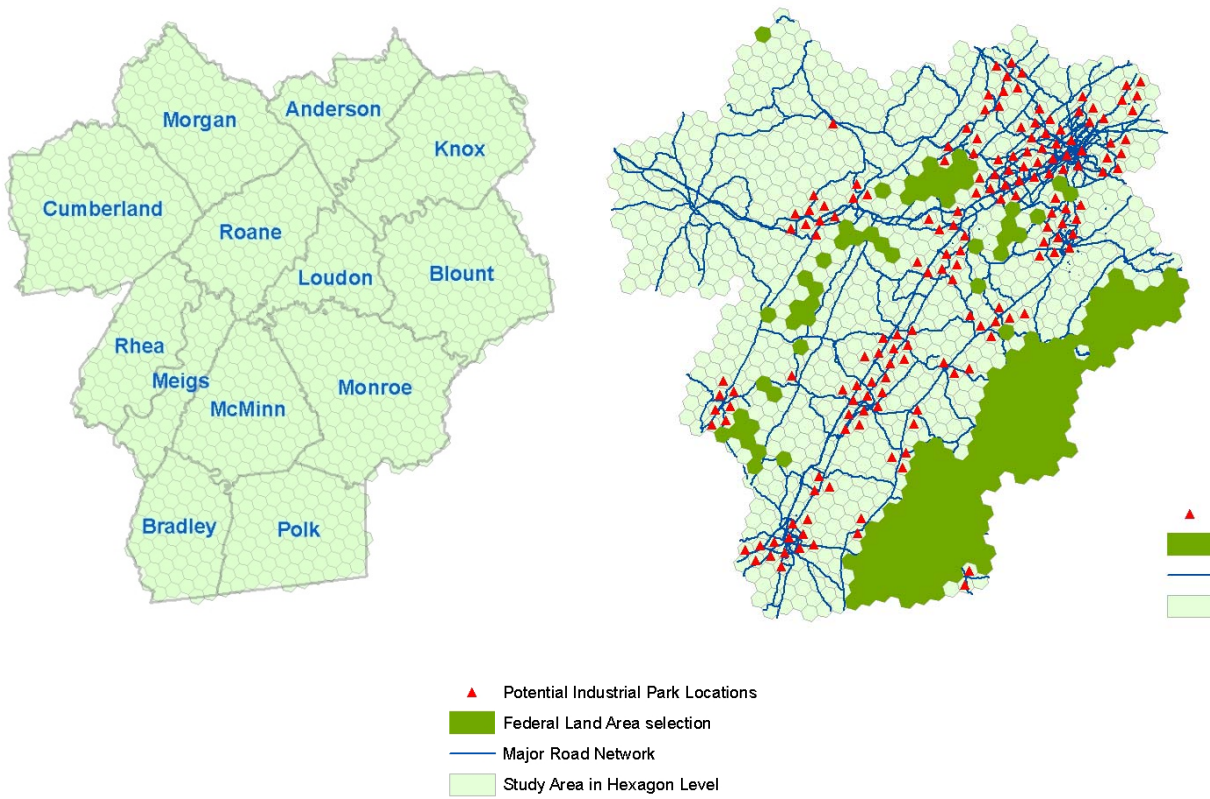 Anderson
Morgan
Knox
Cumberland
Roane
Loudon
Blount
Rhea
Meigs
Monroe
McMinn
Bradley
Polk
Potential Industrial Park Locations
Federal Land Area selection
Major Road Network
Study Area in Hexagon Level